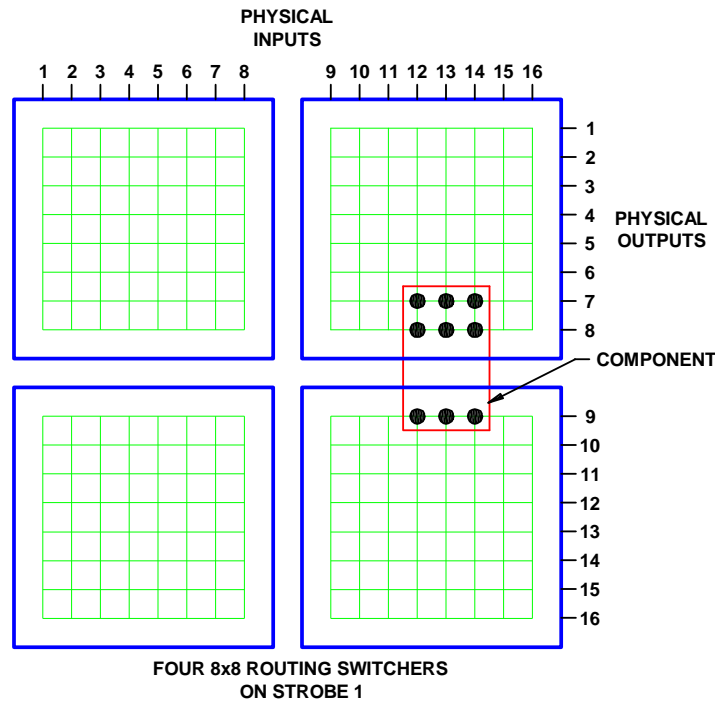 PHYSICAL
INPUTS
1 2 3 4 5 6 7 8 9 10 11 12 13 14 15 16
1
2
3
4
PHYSICAL
OUTPUTS
5
6
7
8
COMPONENT
9
10
11
12
13
14
15
16
FOUR 8x8 ROUTING SWITCHERS
ON STROBE 1